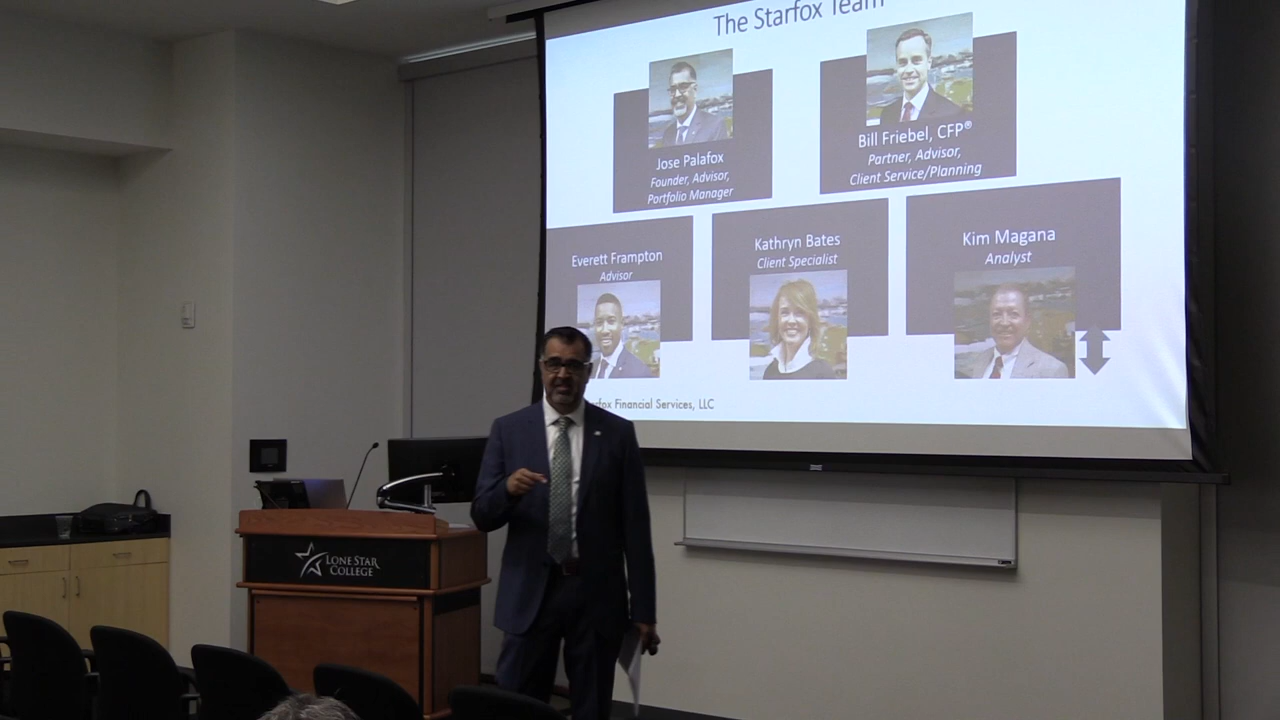 The Starfox Team
Jose Palafox
Founder, Advisor,
Portfolio Manager
Bill Friebel, CFP®
Partner, Advisor,
Client Service/Planning
Everett Frampton
Advisor
Kathryn Bates
Client Specialist
Kim Magana
Analyst
Financial Services, LLC
LONE STAR
COLLEGE